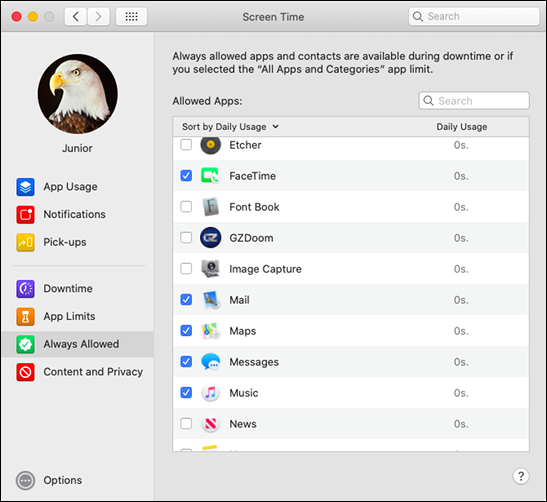 Screen Time
Search
Junior
App Usage
Notifications
Pick-ups
Downtime
App Limits
Always Allowed
Content and Privacy
Options
Always allowed apps and contacts are available during downtime or if
you selected the “All Apps and Categories” app limit.
Allowed Apps:
Search
Sort by Daily Usage Daily Usage
Etcher 0s.
FaceTime 0s.
Font Book 0s.
GZDoom 0s.
Image Capture 0s.
Mail 0s.
Maps 0s.
Messages 0s.
Music 0s.
News 0s.
?